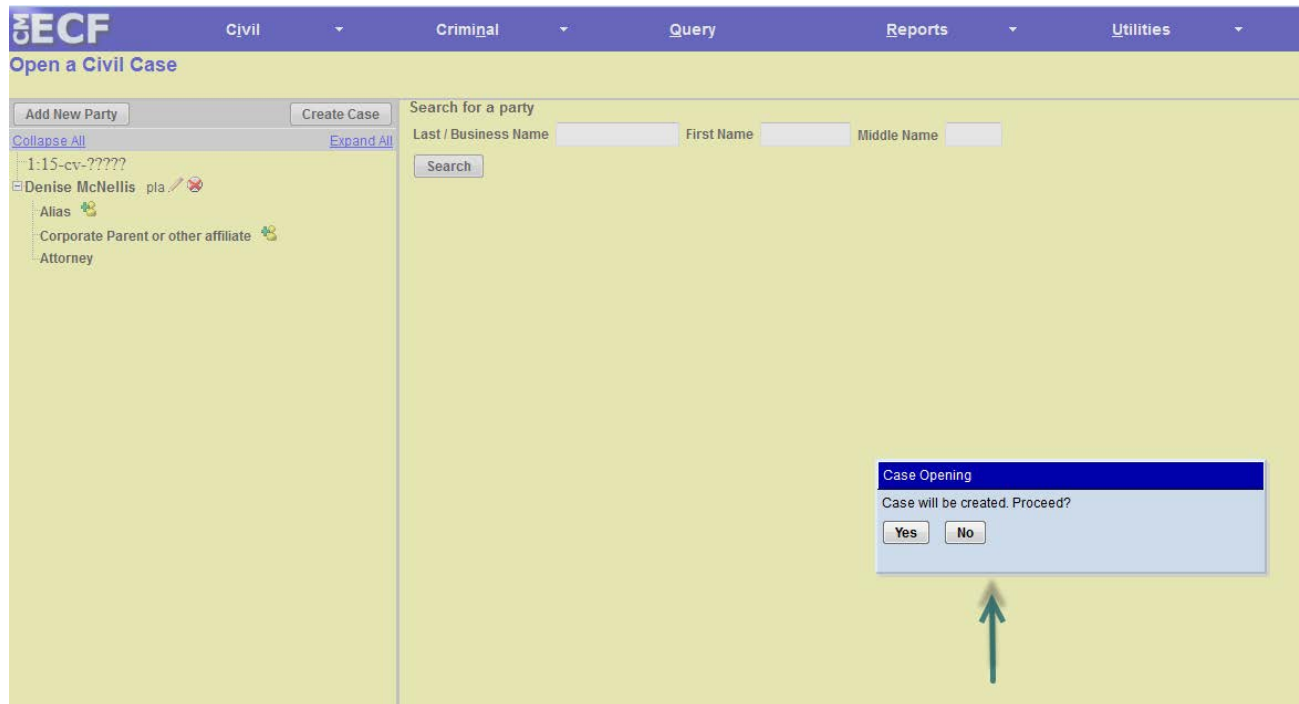 CM ECF Civil Criminal Query Reports Utilities
Open a Civil Case
Add New Party Create Case
Collapse All Expand All
1:15-cv-?????
Denise McNellis pla
Alias
Corporate Parent or other affiliate
Attorney
Search for a party
Last / Business Name First Name Middle Name
Search
Case Opening
Case will be created. Proceed?
Yes No